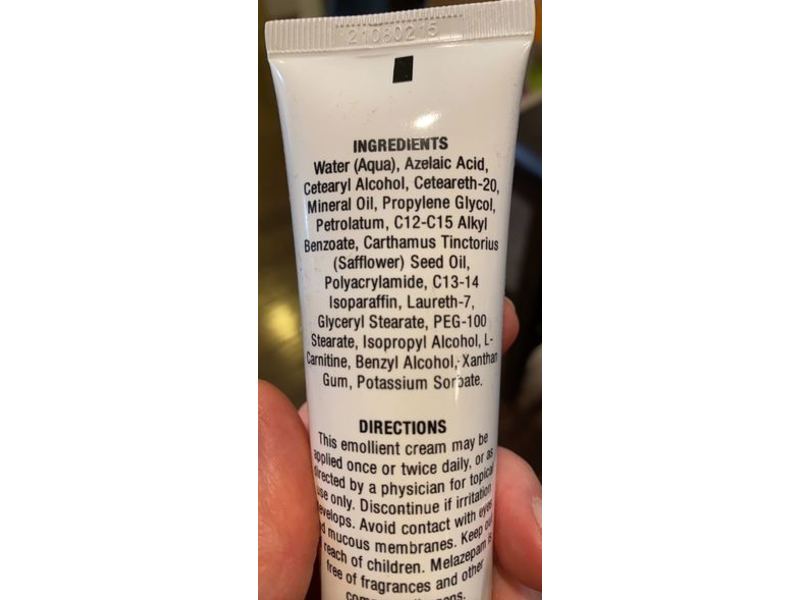 21080215
INGREDIENTS
Water (Aqua), Azelaic Acid,
Cetearyl Alcohol, Ceteareth-20,
Mineral Oil, Propylene Glycol,
Petrolatum, C12-C15 Alkyl
Benzoate, Carthamus Tinctorius
(Safflower) Seed Oil,
Polyacrylamide, C13-14
Isoparaffin, Laureth-7,
Glyceryl Stearate, PEG-100
Stearate, Isopropyl Alcohol, L-
Carnitine, Benzyl Alcohol, Xanthan
Gum, Potassium Sorbate.
DIRECTIONS
This emollient cream may be
applied once or twice daily, or as
directed by a physician for topical
use only. Discontinue if irritation
develops. Avoid contact with eyes
mucous membranes. Keep out
reach of children. Melazepam is
free of fragrances and other